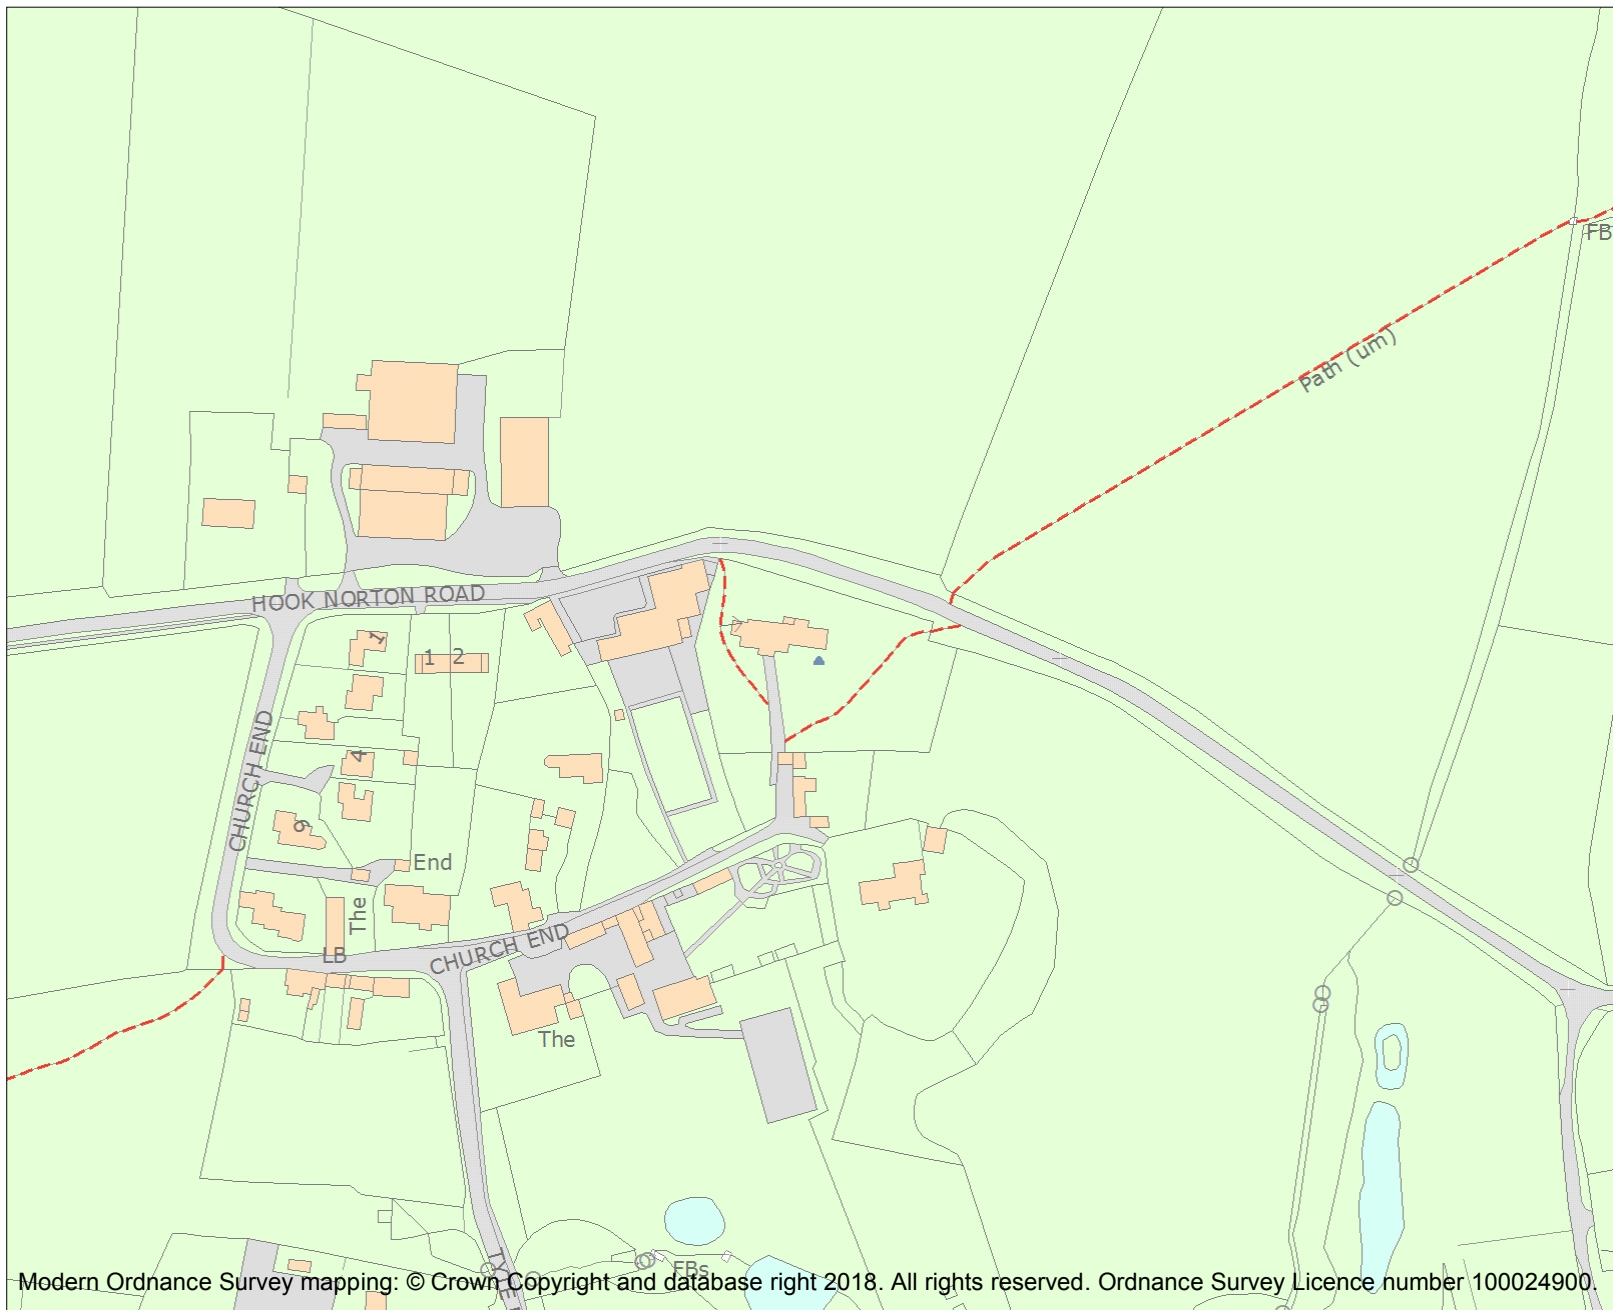 FB
Path (um)
HOOK NORTON ROAD
1
1 2
CHURCH END
4
9
End
The
LB
CHURCH END
The
TYTE
FBs
Modern Ordnance Survey mapping: © Crown Copyright and database right 2018. All rights reserved. Ordnance Survey Licence number 100024900.